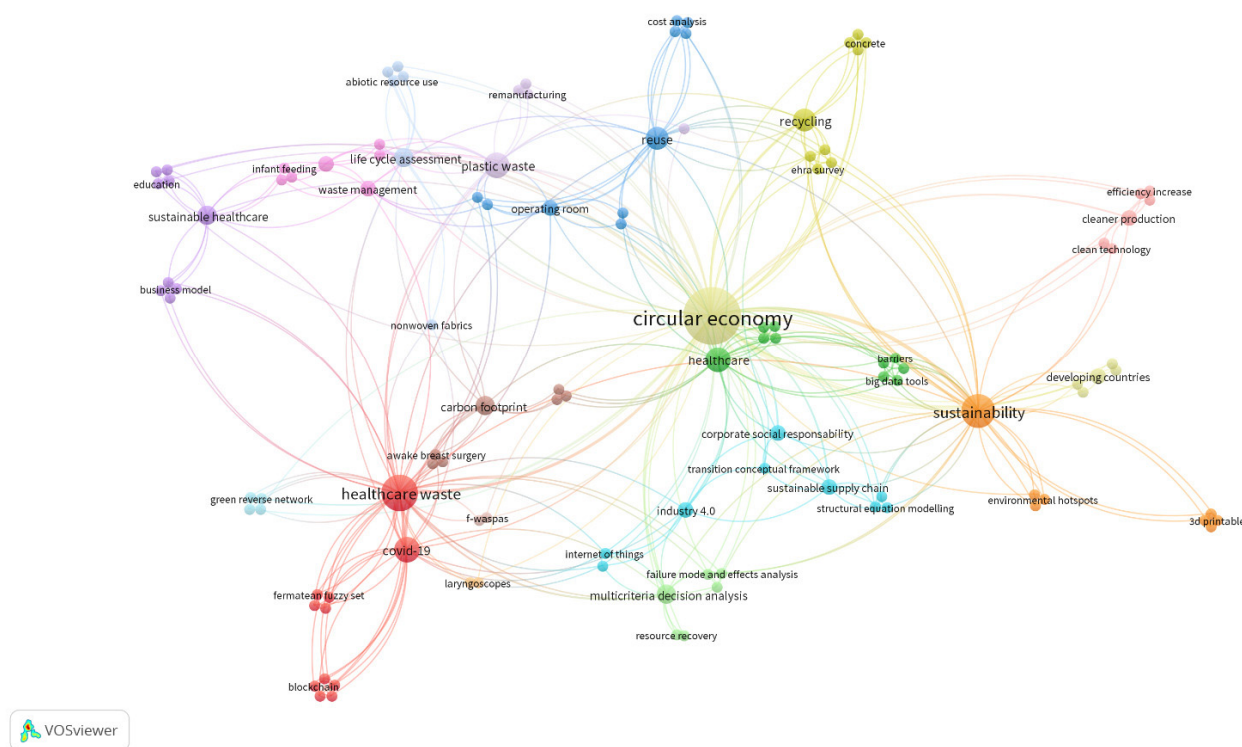 cost analysis
concrete
abiotic resource use
remanufacturing
recycling
reuse
life cycle assessment
plastic waste
infant feeding
ehra survey
education
waste management
efficiency increase
sustainable healthcare
operating room
cleaner production
clean technology
business model
circular economy
nonwoven fabrics
healthcare
barriers
big data tools
developing countries
carbon footprint
sustainability
corporate social responsability
awake breast surgery
transition conceptual framework
healthcare waste
sustainable supply chain
green reverse network
environmental hotspots
structural equation modelling
industry 4.0
f-waspas
3d printable
covid-19
internet of things
failure mode and effects analysis
laryngoscopes
fermatean fuzzy set
multicriteria decision analysis
resource recovery
blockchain
VOSviewer